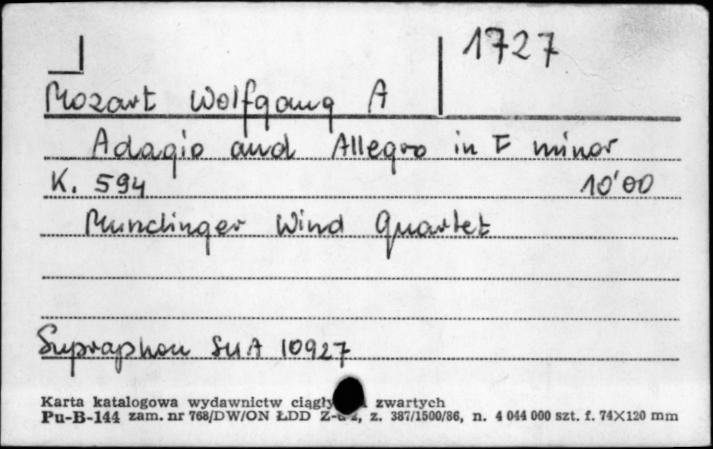 1727
Mozart Wolfgang A
Adagio and Allegro in F minor
K. 594 10'00
Munclinger Wind Quartet
Supraphon SUA 10927
Karta katalogowa wydawnictw ciągły zwartych
Pu-B-144 zam. nr 768/DW/ON ŁDD z, z. 387/1500/86, n. 4 044 000 szt. f. 74×120 mm